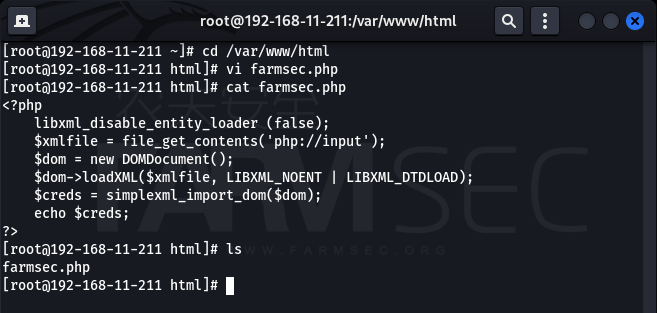 root@192-168-11-211:/var/www/html
[root@192-168-11-211 ~]# cd /var/www/html
[root@192-168-11-211 html]# vi farmsec.php
[root@192-168-11-211 html]# cat farmsec.php
<?php
    libxml_disable_entity_loader (false);
    $xmlfile = file_get_contents('php://input');
    $dom = new DOMDocument();
    $dom->loadXML($xmlfile, LIBXML_NOENT | LIBXML_DTDLOAD);
    $creds = simplexml_import_dom($dom);
    echo $creds;
?>
[root@192-168-11-211 html]# ls
farmsec.php
[root@192-168-11-211 html]#
FARMSEC
WWW.FARMSEC.ORG